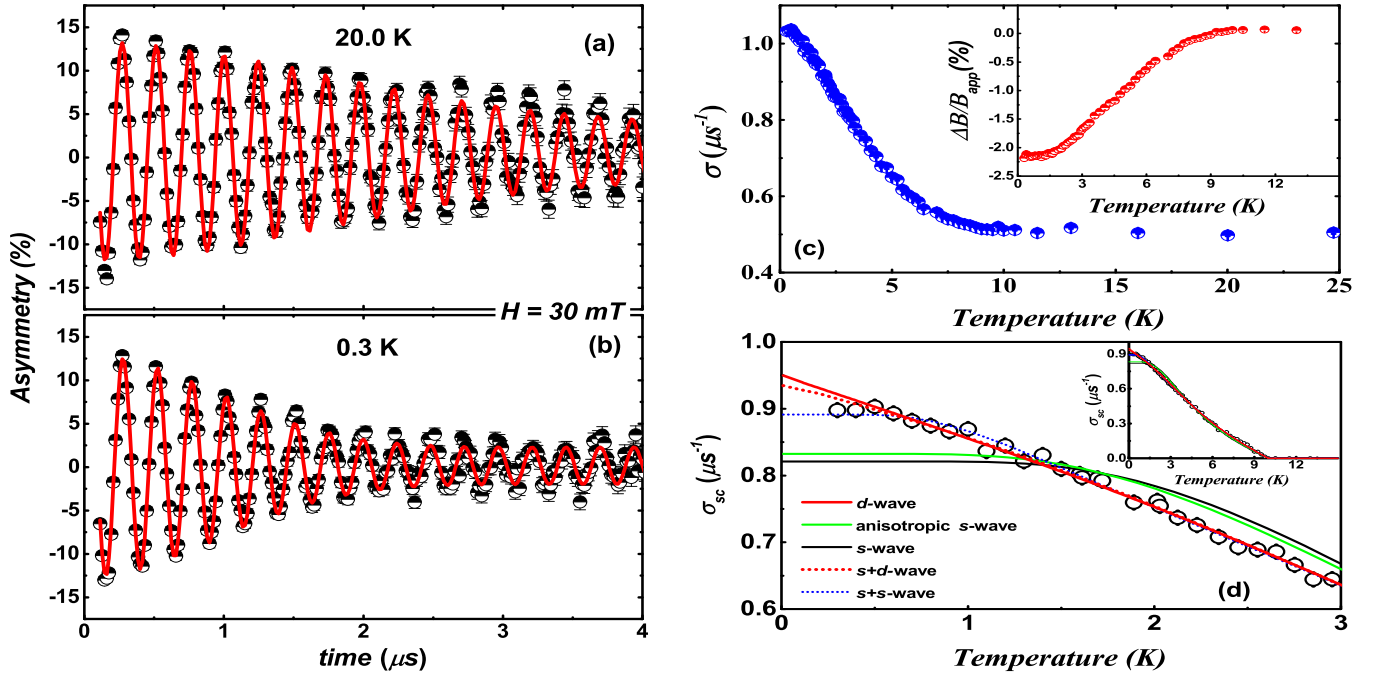 Asymmetry (%)
15
10
5
0
-5
-10
-15
20.0 K
(a)
H = 30 mT
15
10
5
0
-5
-10
-15
0.3 K
(b)
0 1 2 3 4
time (μs)
σ (μs⁻¹)
1.0
0.8
0.6
0.4
(c)
0 5 10 15 20 25
Temperature (K)
ΔB/B_app(%)
0.0
-0.5
-1.0
-1.5
-2.0
-2.5
0 3 6 9 12
Temperature (K)
σ_sc (μs⁻¹)
1.0
0.9
0.8
0.7
0.6
d-wave
anisotropic s-wave
s-wave
s+d-wave
s+s-wave
(d)
0 1 2 3
Temperature (K)
σ_sc (μs⁻¹)
0.9
0.6
0.3
0.0
0 3 6 9 12
Temperature (K)